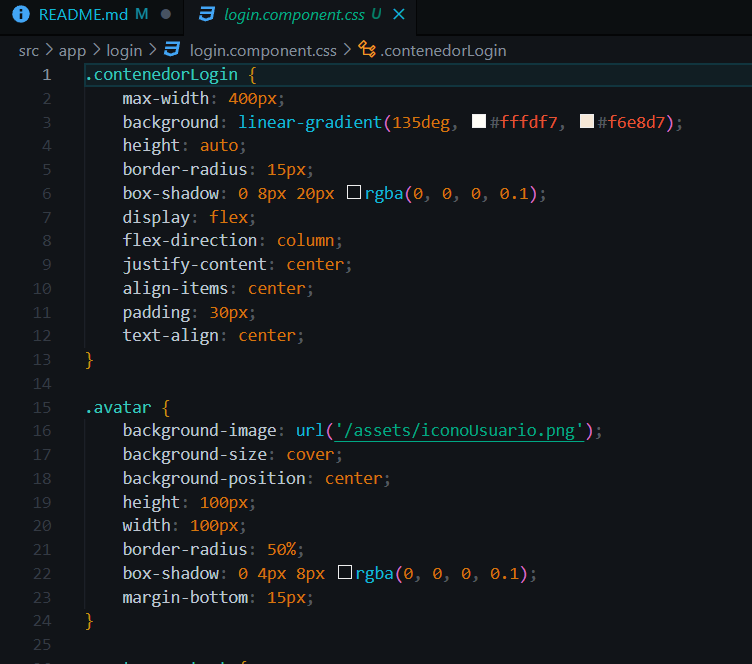 README.md M
login.component.css U
src > app > login > login.component.css > .contenedorLogin
1 .contenedorLogin {
2 max-width: 400px;
3 background: linear-gradient(135deg, #fffdf7, #f6e8d7);
4 height: auto;
5 border-radius: 15px;
6 box-shadow: 0 8px 20px rgba(0, 0, 0, 0.1);
7 display: flex;
8 flex-direction: column;
9 justify-content: center;
10 align-items: center;
11 padding: 30px;
12 text-align: center;
13 }
14
15 .avatar {
16 background-image: url('/assets/iconoUsuario.png');
17 background-size: cover;
18 background-position: center;
19 height: 100px;
20 width: 100px;
21 border-radius: 50%;
22 box-shadow: 0 4px 8px rgba(0, 0, 0, 0.1);
23 margin-bottom: 15px;
24 }
25